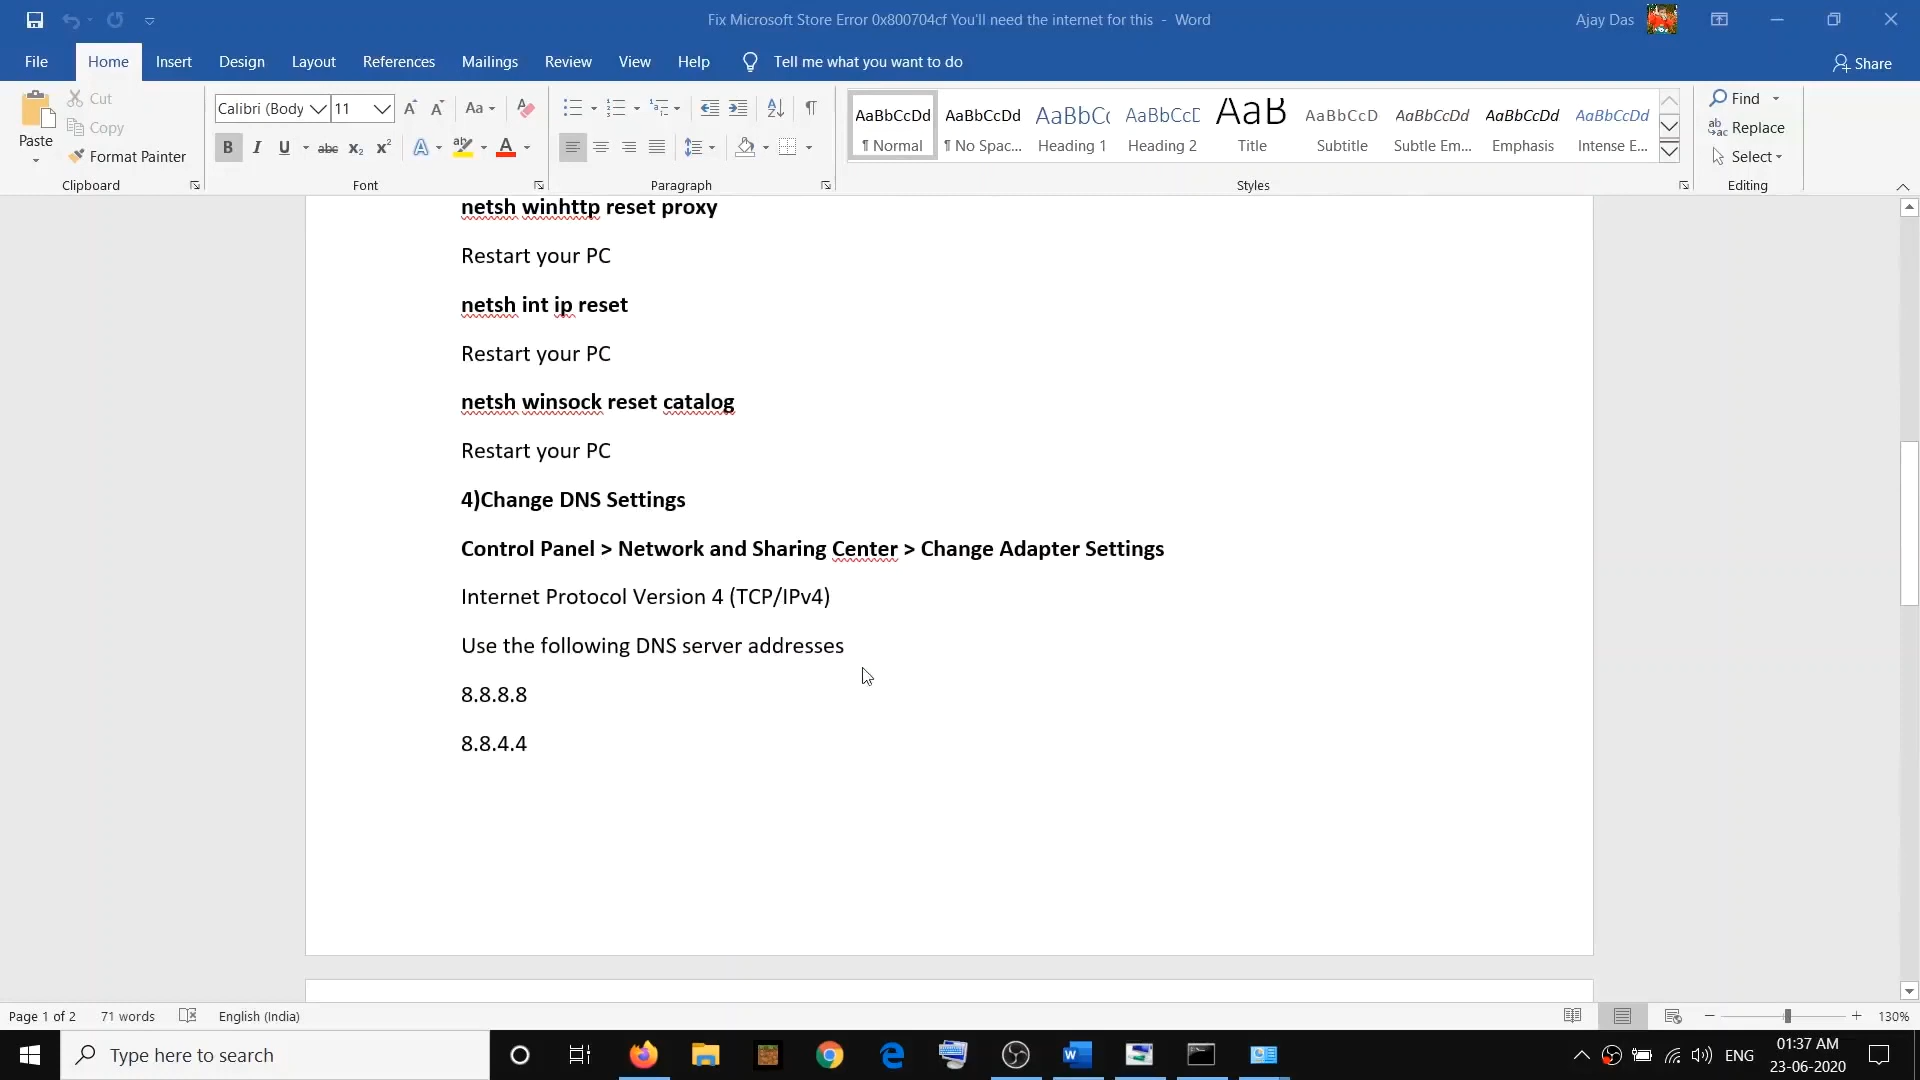 Fix Microsoft Store Error 0x800704cf You'll need the internet for this - Word
Ajay Das
File Home Insert Design Layout References Mailings Review View Help Tell me what you want to do
Share
Paste
Cut
Copy
Format Painter
Clipboard
Calibri (Body 11
Font
Paragraph
AaBbCcDd AaBbCcDd AaBbCc AaBbCcD AaB AaBbCcD AaBbCcDd AaBbCcDd AaBbCcDd
¶ Normal ¶ No Spac... Heading 1 Heading 2 Title Subtitle Subtle Em... Emphasis Intense E...
Styles
Find
Replace
Select
Editing
netsh winhttp reset proxy
Restart your PC
netsh int ip reset
Restart your PC
netsh winsock reset catalog
Restart your PC
4)Change DNS Settings
Control Panel > Network and Sharing Center > Change Adapter Settings
Internet Protocol Version 4 (TCP/IPv4)
Use the following DNS server addresses
8.8.8.8
8.8.4.4
Page 1 of 2 71 words English (India) 130%
Type here to search
ENG
01:37 AM
23-06-2020